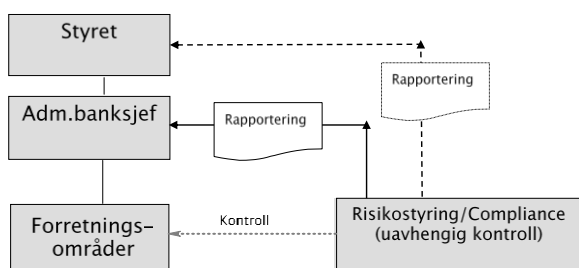 Styret
Rapportering
Adm.banksjef
Rapportering
Forretnings-
områder
Kontroll
Risikostyring/Compliance
(uavhengig kontroll)